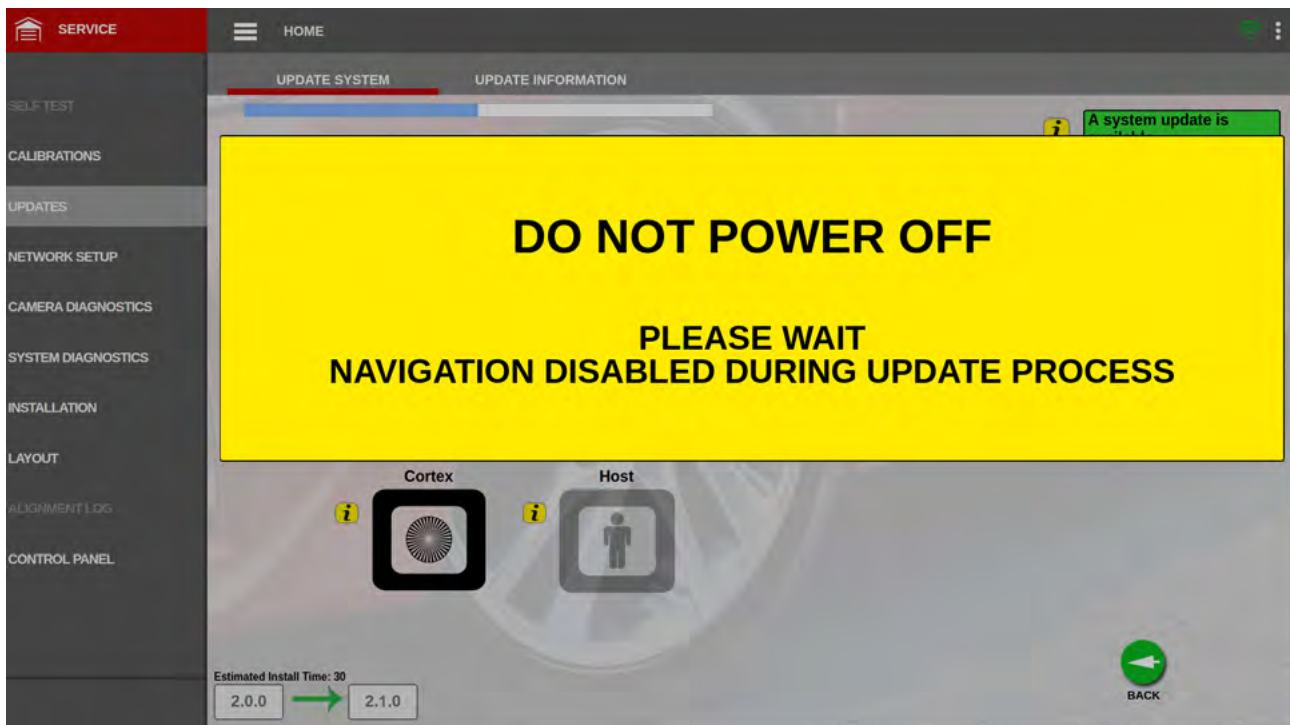 SERVICE
HOME
UPDATE SYSTEM
UPDATE INFORMATION
SELF TEST
CALIBRATIONS
UPDATES
NETWORK SETUP
CAMERA DIAGNOSTICS
SYSTEM DIAGNOSTICS
INSTALLATION
LAYOUT
ALIGNMENT LOG
CONTROL PANEL
i
A system update is
DO NOT POWER OFF
PLEASE WAIT
NAVIGATION DISABLED DURING UPDATE PROCESS
Cortex
Host
i
i
Estimated Install Time: 30
2.0.0
2.1.0
BACK